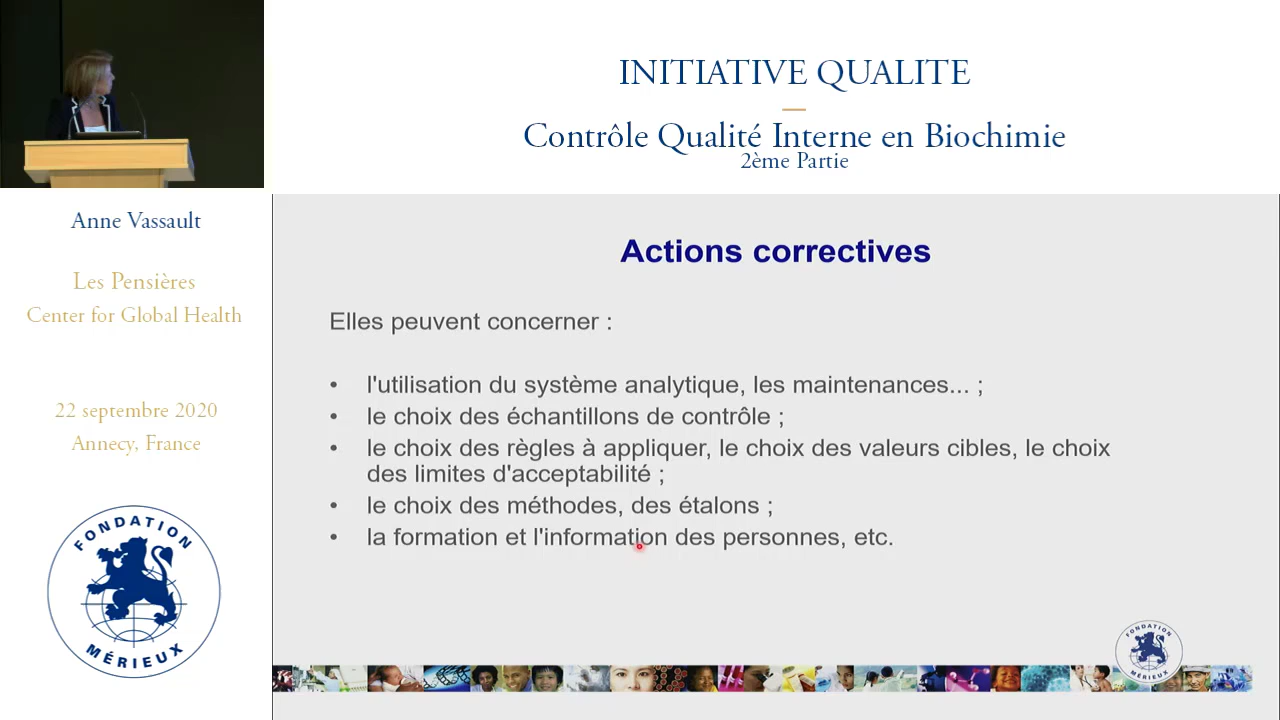 INITIATIVE QUALITE
Contrôle Qualité Interne en Biochimie
2ème Partie
Anne Vassault
Les Pensières
Center for Global Health
22 septembre 2020
Annecy, France
FONDATION
MÉRIEUX
Actions correctives
Elles peuvent concerner :
• l'utilisation du système analytique, les maintenances... ;
• le choix des échantillons de contrôle ;
• le choix des règles à appliquer, le choix des valeurs cibles, le choix
des limites d'acceptabilité ;
• le choix des méthodes, des étalons ;
• la formation et l'information des personnes, etc.
FONDATION
MÉRIEUX